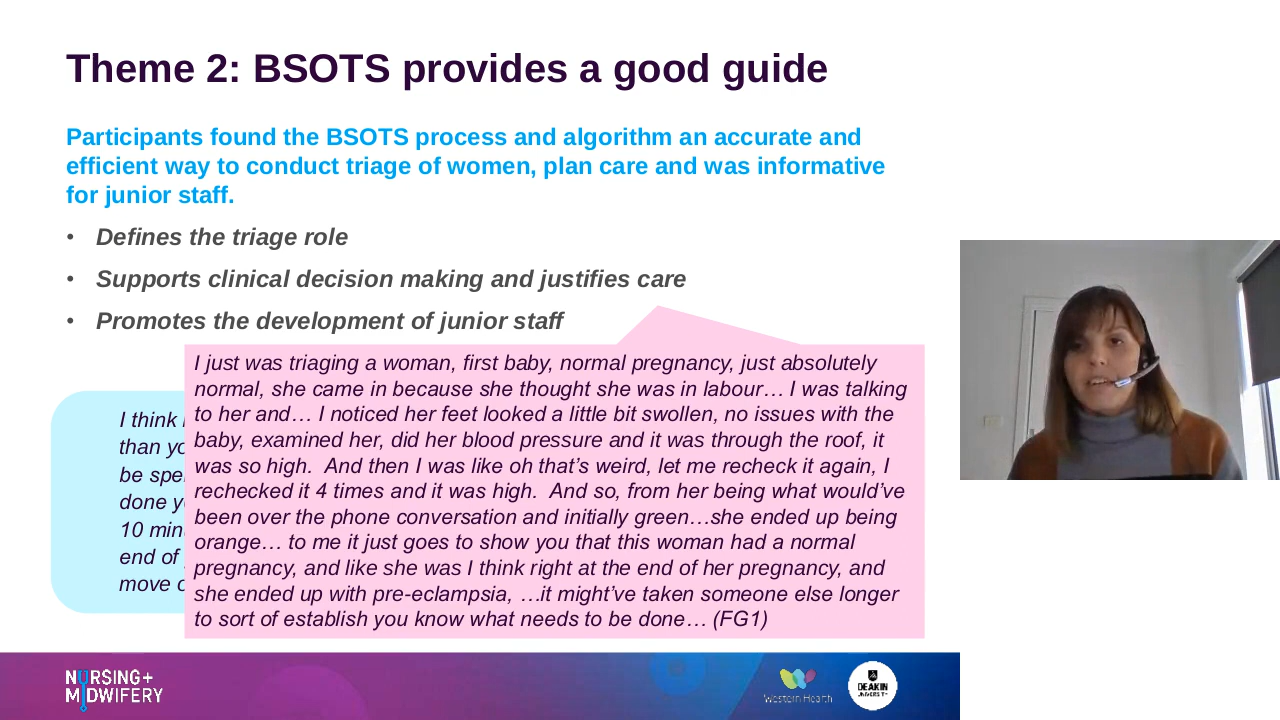 Theme 2: BSOTS provides a good guide
Participants found the BSOTS process and algorithm an accurate and
efficient way to conduct triage of women, plan care and was informative
for junior staff.
• Defines the triage role
• Supports clinical decision making and justifies care
• Promotes the development of junior staff
I just was triaging a woman, first baby, normal pregnancy, just absolutely
normal, she came in because she thought she was in labour… I was talking
to her and… I noticed her feet looked a little bit swollen, no issues with the
baby, examined her, did her blood pressure and it was through the roof, it
was so high.  And then I was like oh that's weird, let me recheck it again, I
rechecked it 4 times and it was high.  And so, from her being what would've
been over the phone conversation and initially green…she ended up being
orange… to me it just goes to show you that this woman had a normal
pregnancy, and like she was I think right at the end of her pregnancy, and
she ended up with pre-eclampsia, …it might've taken someone else longer
to sort of establish you know what needs to be done… (FG1)
I think
than
be
done
10
end of
move
NURSING+
MIDWIFERY
Western Health
DEAKIN
UNIVERSITY